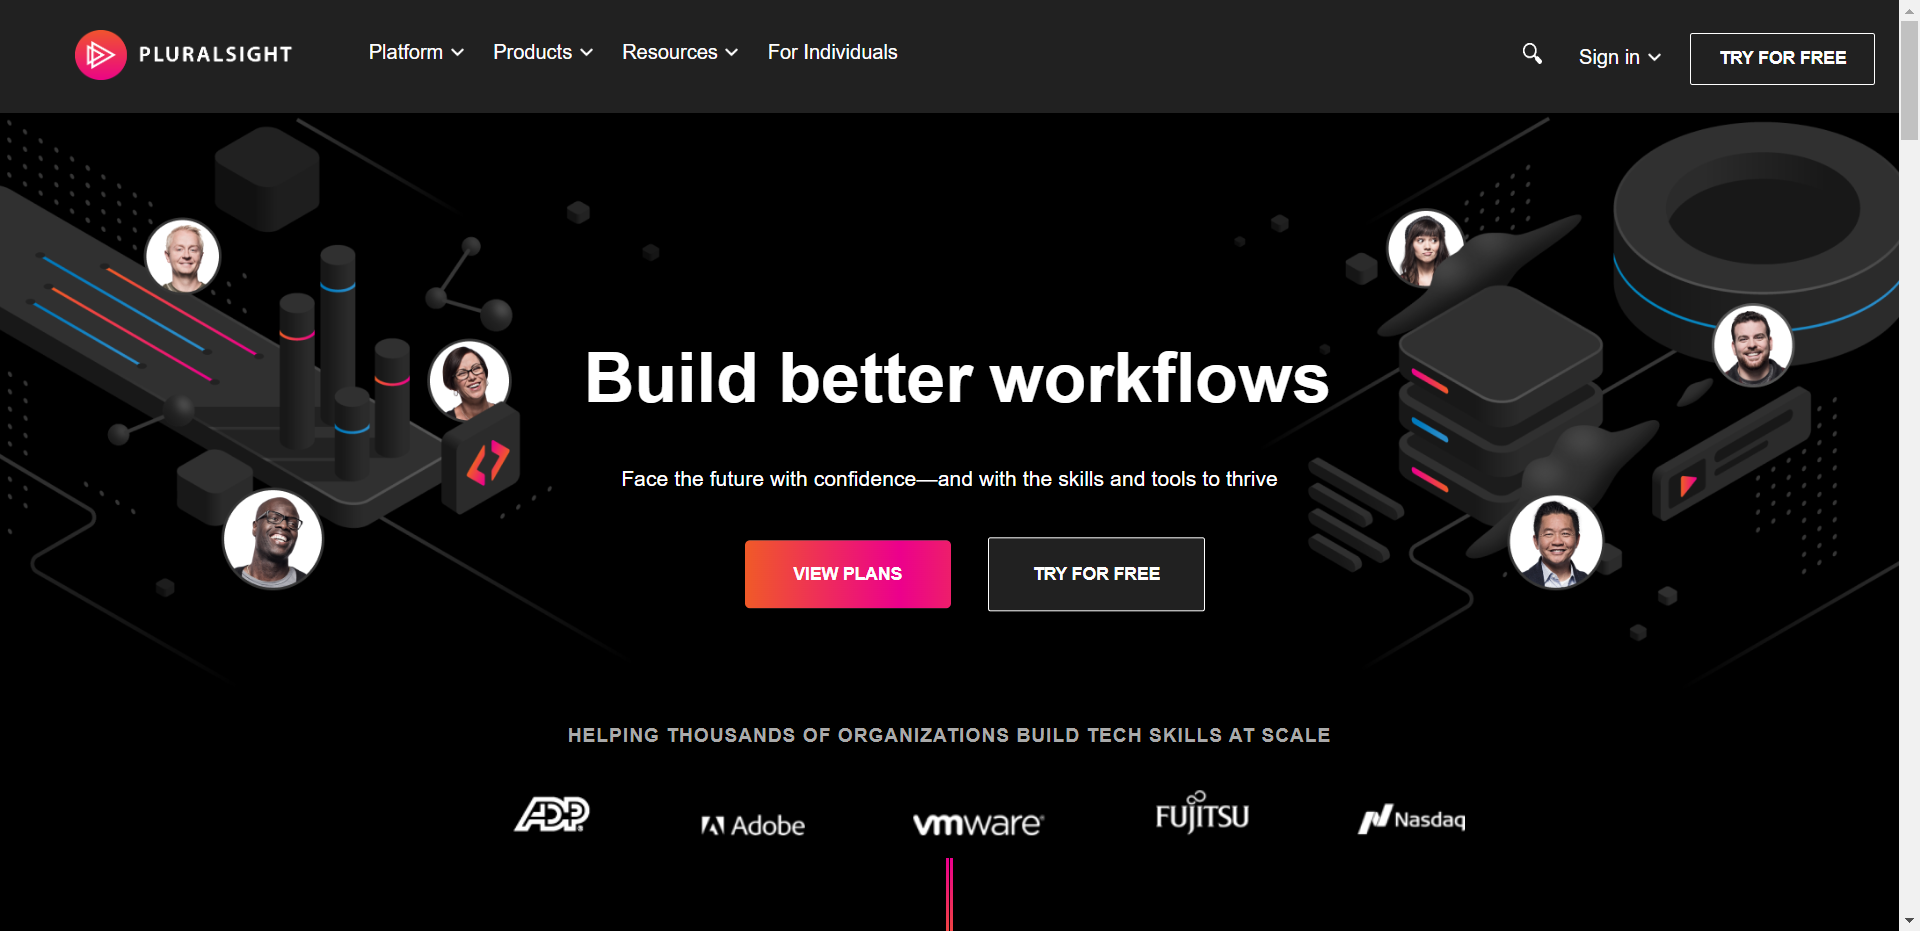 PLURALSIGHT
Platform
Products
Resources
For Individuals
Sign in
TRY FOR FREE
Build better workflows
Face the future with confidence—and with the skills and tools to thrive
VIEW PLANS
TRY FOR FREE
HELPING THOUSANDS OF ORGANIZATIONS BUILD TECH SKILLS AT SCALE
ADP
Adobe
vmware
FUJITSU
Nasdaq